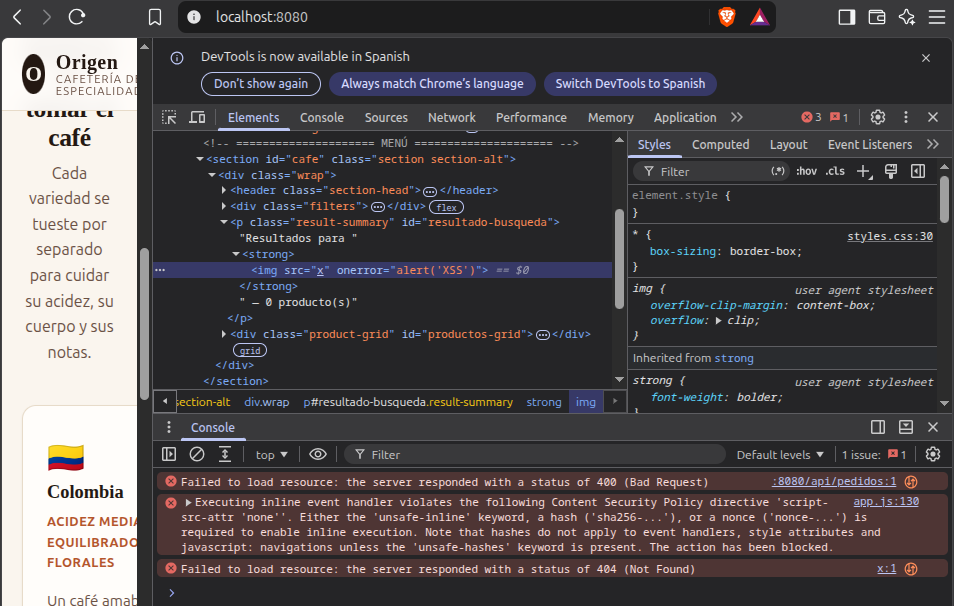 localhost:8080
Origen
CAFETERÍA DE
ESPECIALIDAD
tomar el
café
Cada
variedad se
tueste por
separado
para cuidar
su acidez, su
cuerpo y sus
notas.
Colombia
ACIDEZ MEDIA
EQUILIBRADO
FLORALES
Un café amab
DevTools is now available in Spanish
Don't show again
Always match Chrome's language
Switch DevTools to Spanish
Elements Console Sources Network Performance Memory Application 3 1
<!-- ===================== MENÚ ===================== -->
<section id="cafe" class="section section-alt">
<div class="wrap">
<header class="section-head"> … </header>
<div class="filters"> … </div> flex
<p class="result-summary" id="resultado-busqueda">
"Resultados para "
<strong>
<img src="x" onerror="alert('XSS')"> == $0
</strong>
" — 0 producto(s)"
</p>
<div class="product-grid" id="productos-grid"> … </div>
grid
</div>
</section>
section-alt div.wrap p#resultado-busqueda.result-summary strong img
Styles Computed Layout Event Listeners
Filter :hov .cls
element.style {
}
* { styles.css:30
box-sizing: border-box;
}
img { user agent stylesheet
overflow-clip-margin: content-box;
overflow: clip;
}
Inherited from strong
strong { user agent stylesheet
font-weight: bolder;
Console
top Filter Default levels 1 issue: 1
Failed to load resource: the server responded with a status of 400 (Bad Request) :8080/api/pedidos:1
Executing inline event handler violates the following Content Security Policy directive 'script- app.js:130
src-attr 'none''. Either the 'unsafe-inline' keyword, a hash ('sha256-...'), or a nonce ('nonce-...') is
required to enable inline execution. Note that hashes do not apply to event handlers, style attributes and
javascript: navigations unless the 'unsafe-hashes' keyword is present. The action has been blocked.
Failed to load resource: the server responded with a status of 404 (Not Found) x:1